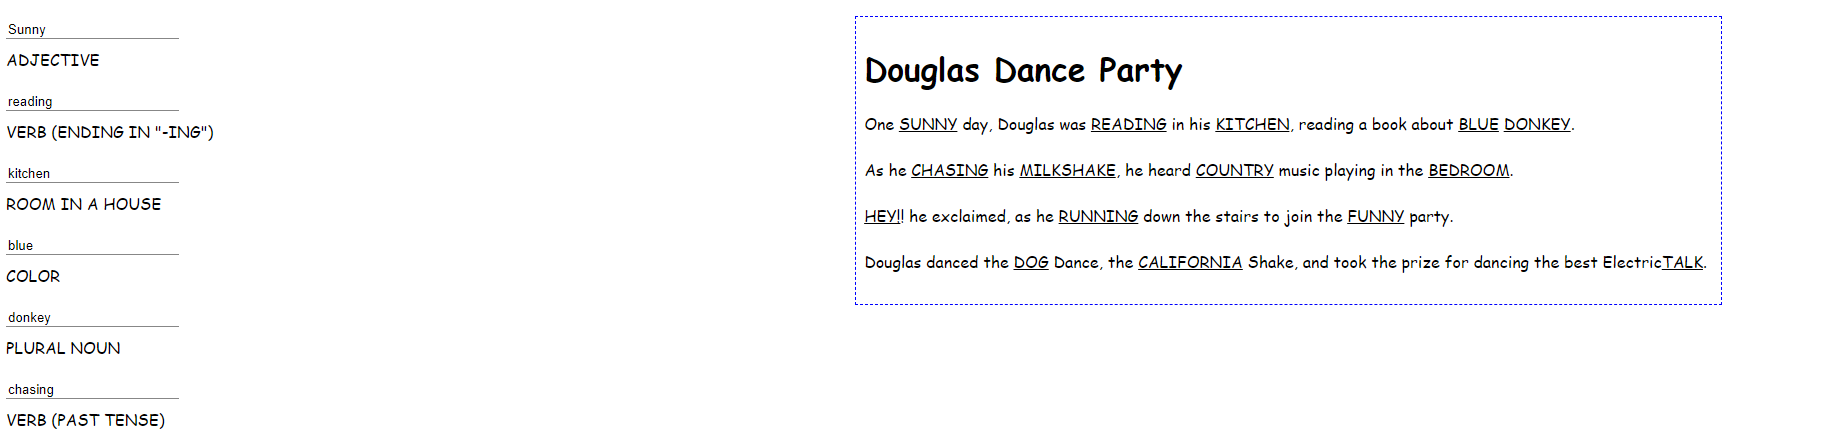 Sunny
ADJECTIVE
reading
VERB (ENDING IN "-ING")
kitchen
ROOM IN A HOUSE
blue
COLOR
donkey
PLURAL NOUN
chasing
VERB (PAST TENSE)
Douglas Dance Party
One SUNNY day, Douglas was READING in his KITCHEN, reading a book about BLUE DONKEY.
As he CHASING his MILKSHAKE, he heard COUNTRY music playing in the BEDROOM.
HEY!! he exclaimed, as he RUNNING down the stairs to join the FUNNY party.
Douglas danced the DOG Dance, the CALIFORNIA Shake, and took the prize for dancing the best ElectricTALK.